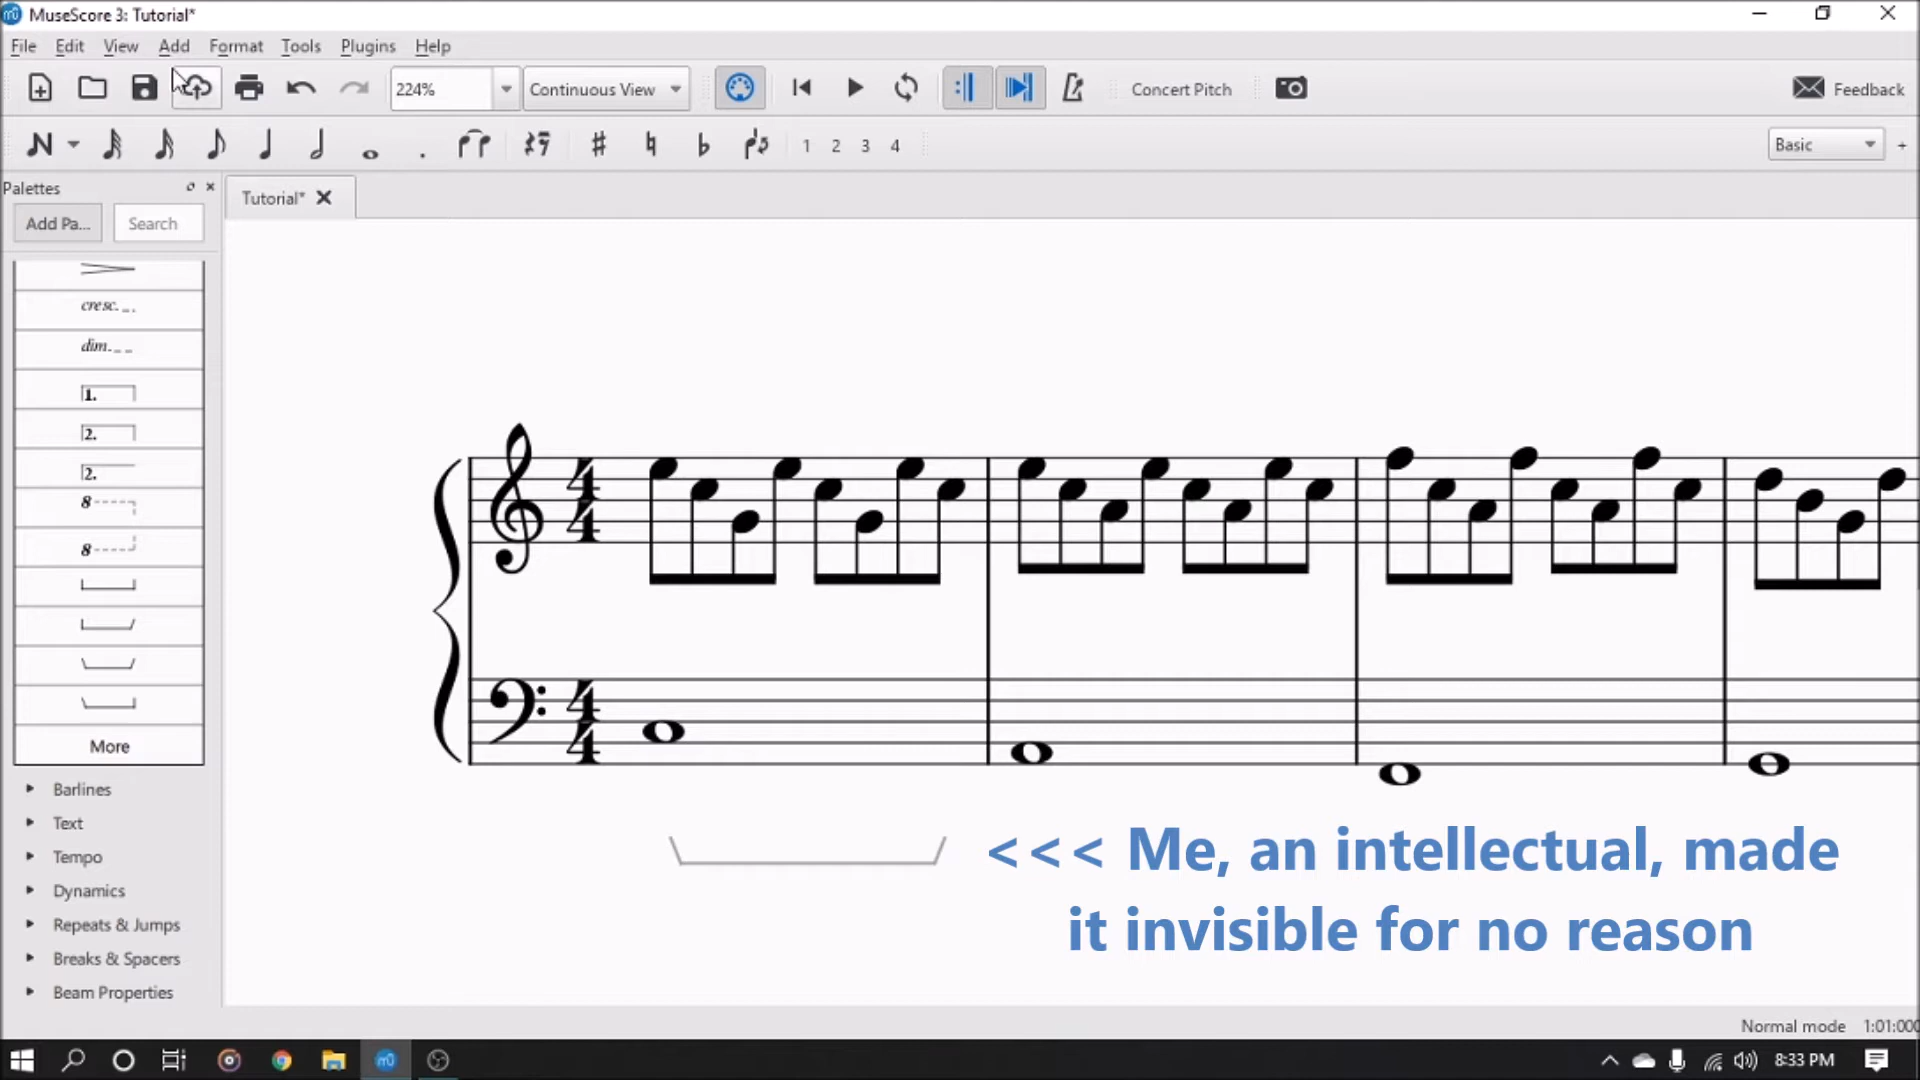 MuseScore 3: Tutorial*
File Edit View Add Format Tools Plugins Help
224% Continuous View Concert Pitch Feedback
1 2 3 4 Basic +
Palettes
Tutorial*
Add Pa... Search
cresc.
dim.
1.
2.
2.
8
8
More
Barlines
Text
Tempo
Dynamics
Repeats & Jumps
Breaks & Spacers
Beam Properties
<<< Me, an intellectual, made
it invisible for no reason
Normal mode 1:01:000
8:33 PM